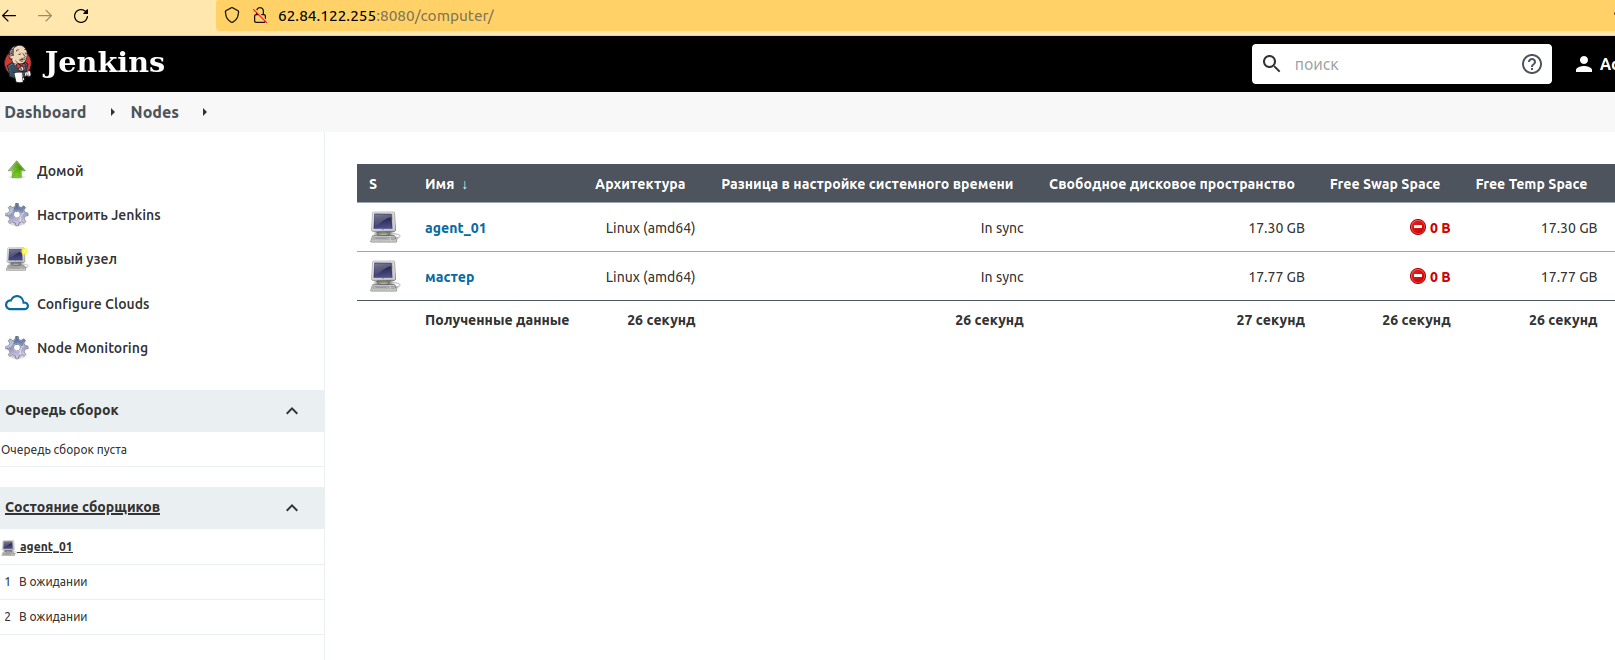 62.84.122.255:8080/computer/
Jenkins
поиск
Dashboard Nodes
Домой
Настроить Jenkins
Новый узел
Configure Clouds
Node Monitoring
Очередь сборок
Очередь сборок пуста
Состояние сборщиков
agent_01
1 В ожидании
2 В ожидании
S Имя ↓ Архитектура Разница в настройке системного времени Свободное дисковое пространство Free Swap Space Free Temp Space
agent_01 Linux (amd64) In sync 17.30 GB 0 B 17.30 GB
мастер Linux (amd64) In sync 17.77 GB 0 B 17.77 GB
Полученные данные 26 секунд 26 секунд 27 секунд 26 секунд 26 секунд